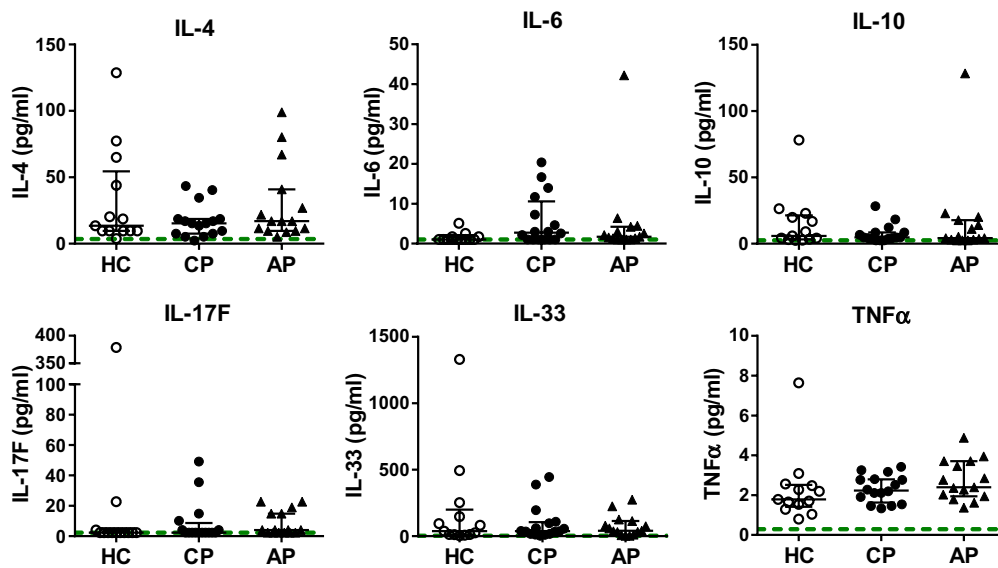 IL-4
IL-4 (pg/ml)
150
100
50
0
HC CP AP
IL-6
IL-6 (pg/ml)
50
40
30
20
10
0
HC CP AP
IL-10
IL-10 (pg/ml)
150
100
50
0
HC CP AP
IL-17F
IL-17F (pg/ml)
400
350
100
80
60
40
20
0
HC CP AP
IL-33
IL-33 (pg/ml)
1500
1000
500
0
HC CP AP
TNFα
TNFα (pg/ml)
10
8
6
4
2
0
HC CP AP